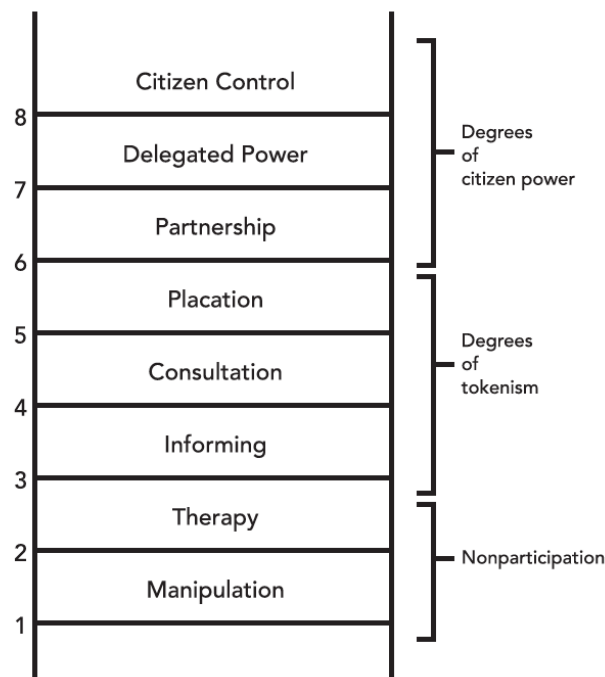 Citizen Control
8
Delegated Power
7
Partnership
6
Placation
5
Consultation
4
Informing
3
Therapy
2
Manipulation
1
Degrees
of
citizen power
Degrees
of
tokenism
Nonparticipation